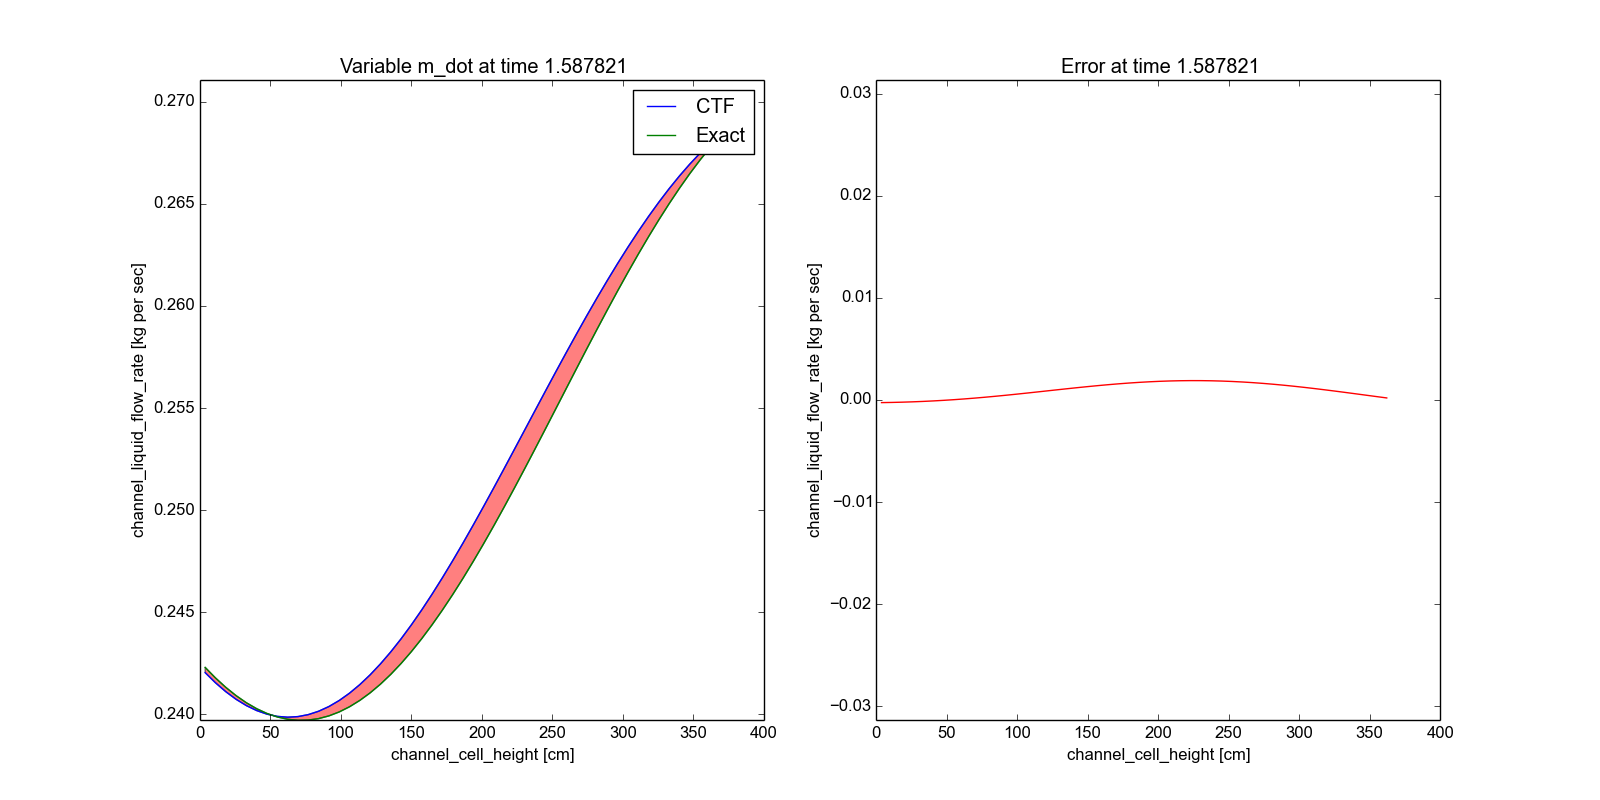 Variable m_dot at time 1.587821
CTF
Exact
0.270
0.265
0.260
0.255
0.250
0.245
0.240
channel_liquid_flow_rate [kg per sec]
0 50 100 150 200 250 300 350 400
channel_cell_height [cm]
Error at time 1.587821
0.03
0.02
0.01
0.00
−0.01
−0.02
−0.03
channel_liquid_flow_rate [kg per sec]
0 50 100 150 200 250 300 350 400
channel_cell_height [cm]